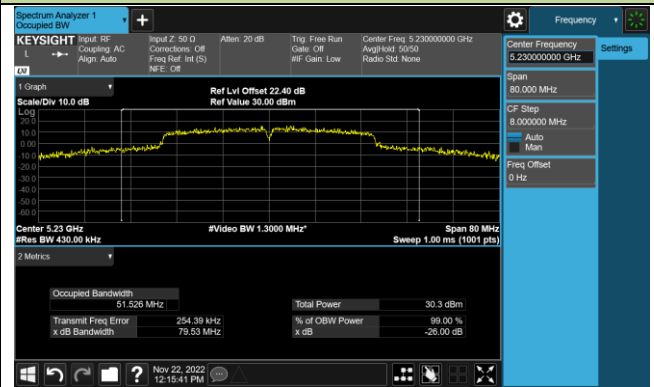 Spectrum Analyzer 1
Occupied BW
+
Frequency
KEYSIGHT
L
LXI
Input: RF
Coupling: AC
Align: Auto
Input Z: 50 Ω
Corrections: Off
Freq Ref: Int (S)
NFE: Off
Atten: 20 dB
Trig: Free Run
Gate: Off
#IF Gain: Low
Center Freq: 5.230000000 GHz
Avg|Hold: 50/50
Radio Std: None
Center Frequency
5.230000000 GHz
Settings
Span
80.000 MHz
CF Step
8.000000 MHz
Auto
Man
Freq Offset
0 Hz
1 Graph
Scale/Div 10.0 dB
Ref Lvl Offset 22.40 dB
Ref Value 30.00 dBm
Log
20.0
10.0
0.00
-10.0
-20.0
-30.0
-40.0
-50.0
-60.0
Center 5.23 GHz
#Video BW 1.3000 MHz*
Span 80 MHz
#Res BW 430.00 kHz
Sweep 1.00 ms (1001 pts)
2 Metrics
Occupied Bandwidth
51.526 MHz
Total Power
30.3 dBm
Transmit Freq Error
254.39 kHz
% of OBW Power
99.00 %
x dB Bandwidth
79.53 MHz
x dB
-26.00 dB
?
Nov 22, 2022
12:15:41 PM